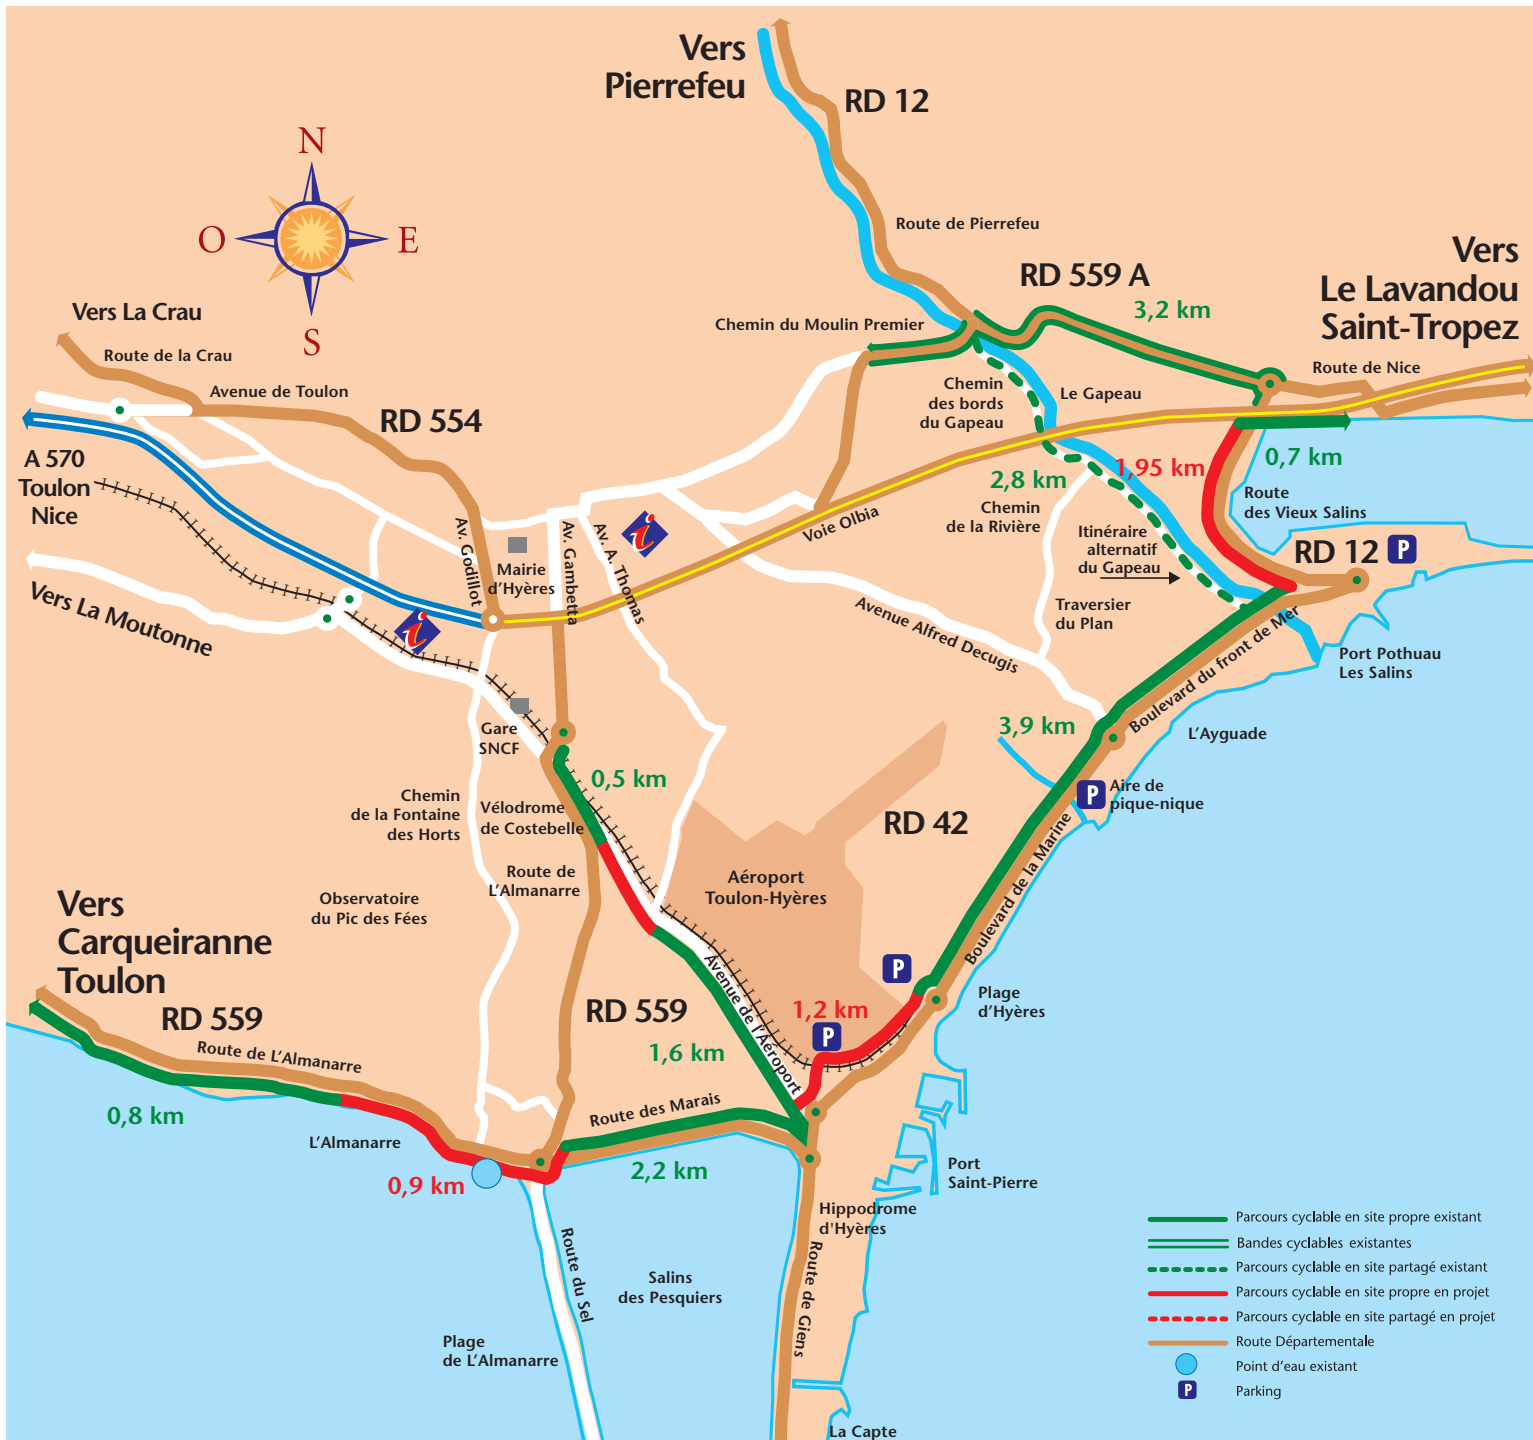 Vers
Pierrefeu
RD 12
N
O
E
S
Route de Pierrefeu
Vers
Le Lavandou
Saint-Tropez
RD 559 A
3,2 km
Vers La Crau
Chemin du Moulin Premier
Route de la Crau
Route de Nice
Avenue de Toulon
Chemin
des bords
du Gapeau
Le Gapeau
RD 554
A 570
Toulon
Nice
1,95 km
0,7 km
2,8 km
Route
des Vieux Salins
Chemin
de la Rivière
Voie Olbia
Av. Godillot
Av. Gambetta
Av. A. Thomas
i
Mairie
d'Hyères
Itinéraire
alternatif
du Gapeau
RD 12
P
Vers La Moutonne
i
Traversier
du Plan
Avenue Alfred Decugis
Boulevard du front de Mer
Port Pothuau
Les Salins
Gare
SNCF
3,9 km
L'Ayguade
0,5 km
P
Aire de
pique-nique
Chemin
de la Fontaine
des Horts
Vélodrome
de Costebelle
RD 42
Route de
L'Almanarre
Aéroport
Toulon-Hyères
Boulevard de la Marine
Observatoire
du Pic des Fées
Vers
Carqueiranne
Toulon
P
Avenue de l'Aéroport
Plage
d'Hyères
RD 559
RD 559
1,2 km
P
Route de L'Almanarre
1,6 km
0,8 km
Route des Marais
L'Almanarre
0,9 km
2,2 km
Port
Saint-Pierre
Hippodrome
d'Hyères
Route du Sel
Route de Giens
Salins
des Pesquiers
Plage
de L'Almanarre
La Capte
Parcours cyclable en site propre existant
Bandes cyclables existantes
Parcours cyclable en site partagé existant
Parcours cyclable en site propre en projet
Parcours cyclable en site partagé en projet
Route Départementale
Point d'eau existant
P Parking